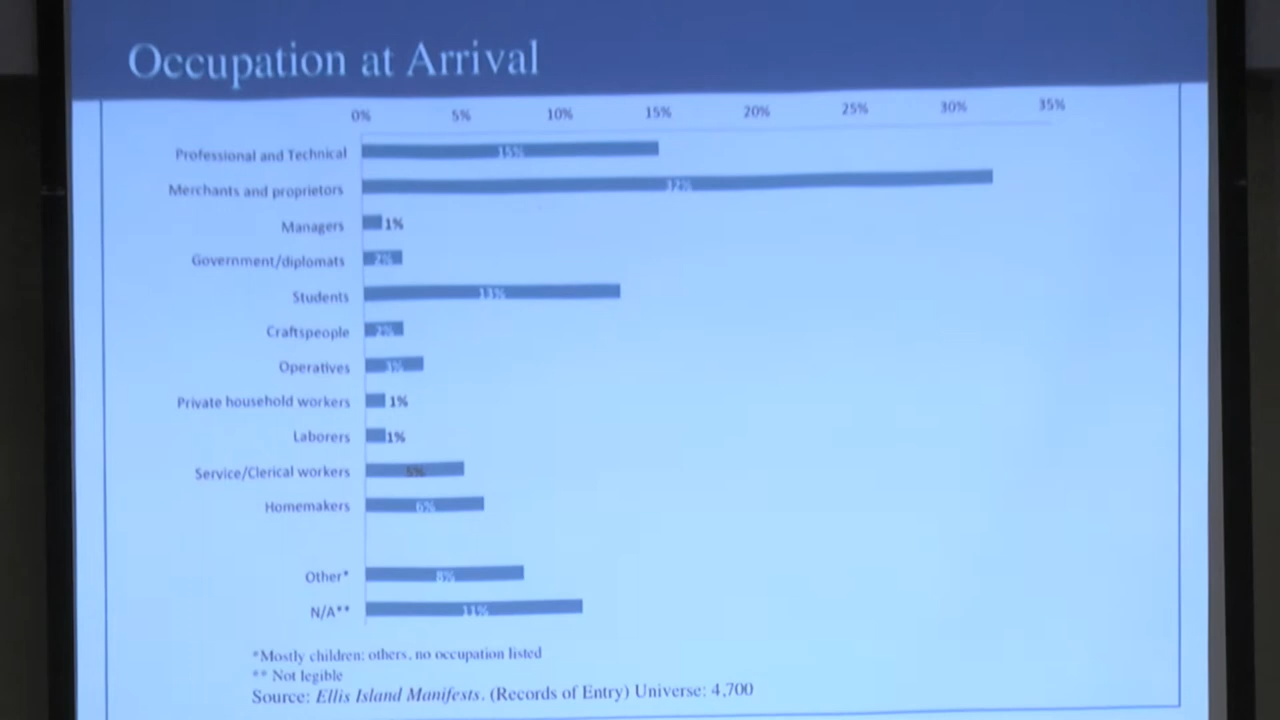 Occupation at Arrival
0% 5% 10% 15% 20% 25% 30% 35%
Professional and Technical 15%
Merchants and proprietors 32%
Managers 1%
Government/diplomats 2%
Students 13%
Craftspeople 2%
Operatives 3%
Private household workers 1%
Laborers 1%
Service/Clerical workers 5%
Homemakers 6%
Other* 8%
N/A** 11%
*Mostly children; others, no occupation listed
** Not legible
Source: Ellis Island Manifests. (Records of Entry) Universe: 4,700